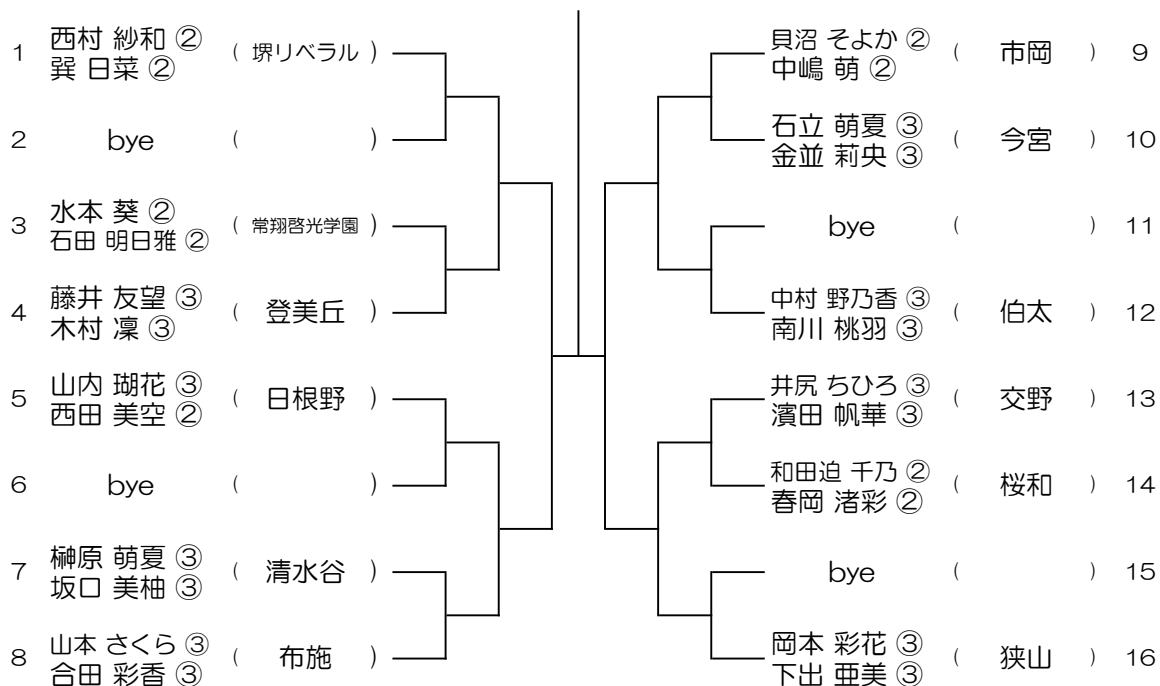 1 西村 紗和 ② ( 堺リベラル )
巽 日菜 ②
2 bye ( )
3 水本 葵 ② ( 常翔啓光学園 )
石田 明日雅 ②
4 藤井 友望 ③ ( 登美丘 )
木村 凜 ③
5 山内 瑚花 ③ ( 日根野 )
西田 美空 ②
6 bye ( )
7 榊原 萌夏 ③ ( 清水谷 )
坂口 美柚 ③
8 山本 さくら ③ ( 布施 )
合田 彩香 ③
貝沼 そよか ② ( 市岡 ) 9
中嶋 萌 ②
石立 萌夏 ③ ( 今宮 ) 10
金並 莉央 ③
bye ( ) 11
中村 野乃香 ③ ( 伯太 ) 12
南川 桃羽 ③
井尻 ちひろ ③ ( 交野 ) 13
濱田 帆華 ③
和田迫 千乃 ② ( 桜和 ) 14
春岡 渚彩 ②
bye ( ) 15
岡本 彩花 ③ ( 狭山 ) 16
下出 亜美 ③